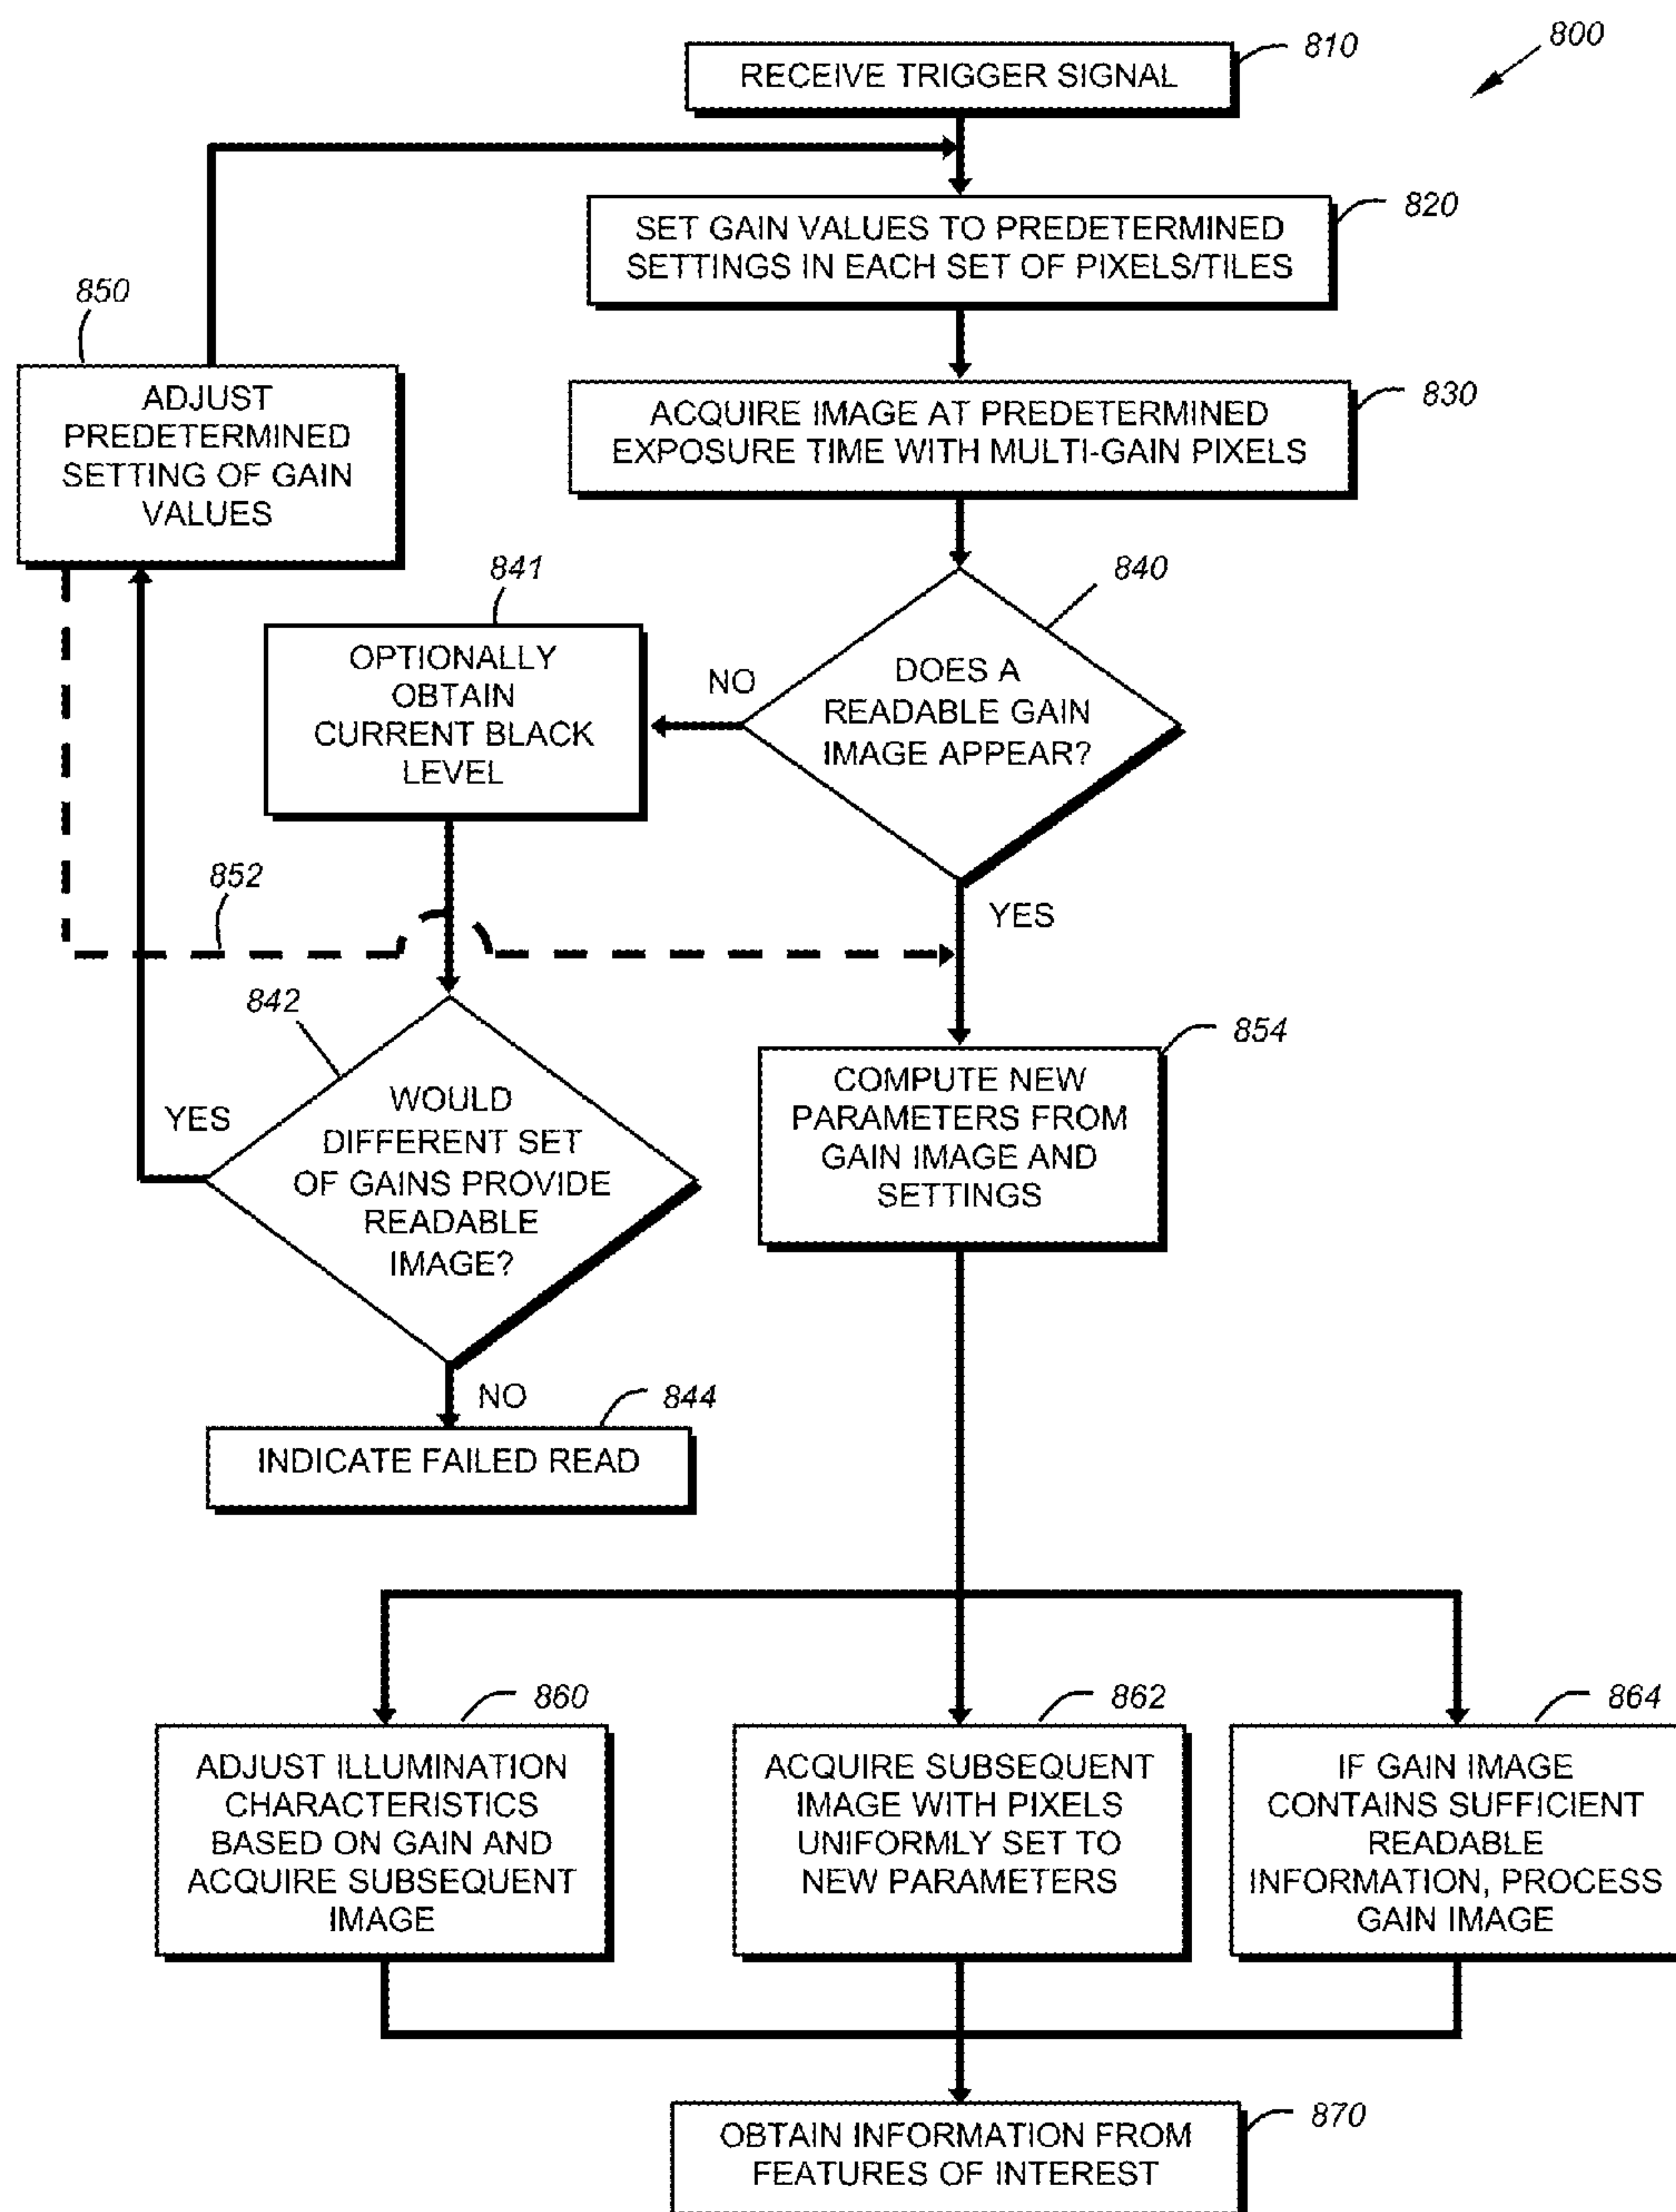 800
810
RECEIVE TRIGGER SIGNAL
820
SET GAIN VALUES TO PREDETERMINED
SETTINGS IN EACH SET OF PIXELS/TILES
850
ADJUST
PREDETERMINED
SETTING OF GAIN
VALUES
830
ACQUIRE IMAGE AT PREDETERMINED
EXPOSURE TIME WITH MULTI-GAIN PIXELS
841
OPTIONALLY
OBTAIN
CURRENT BLACK
LEVEL
NO
840
DOES A
READABLE GAIN
IMAGE APPEAR?
YES
852
842
YES
WOULD
DIFFERENT SET
OF GAINS PROVIDE
READABLE
IMAGE?
NO
844
INDICATE FAILED READ
854
COMPUTE NEW
PARAMETERS FROM
GAIN IMAGE AND
SETTINGS
860
ADJUST ILLUMINATION
CHARACTERISTICS
BASED ON GAIN AND
ACQUIRE SUBSEQUENT
IMAGE
862
ACQUIRE SUBSEQUENT
IMAGE WITH PIXELS
UNIFORMLY SET TO
NEW PARAMETERS
864
IF GAIN IMAGE
CONTAINS SUFFICIENT
READABLE
INFORMATION, PROCESS
GAIN IMAGE
870
OBTAIN INFORMATION FROM
FEATURES OF INTEREST